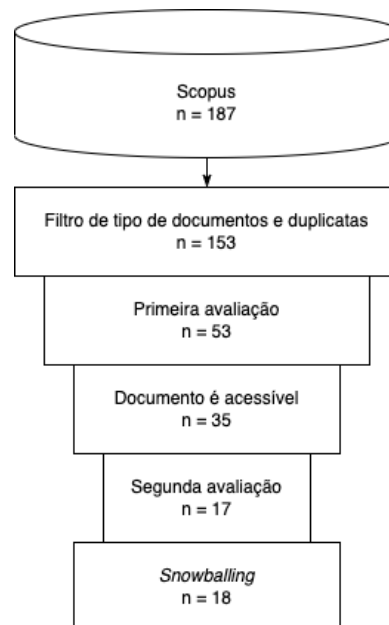 Scopus
n = 187
Filtro de tipo de documentos e duplicatas
n = 153
Primeira avaliação
n = 53
Documento é acessível
n = 35
Segunda avaliação
n = 17
Snowballing
n = 18